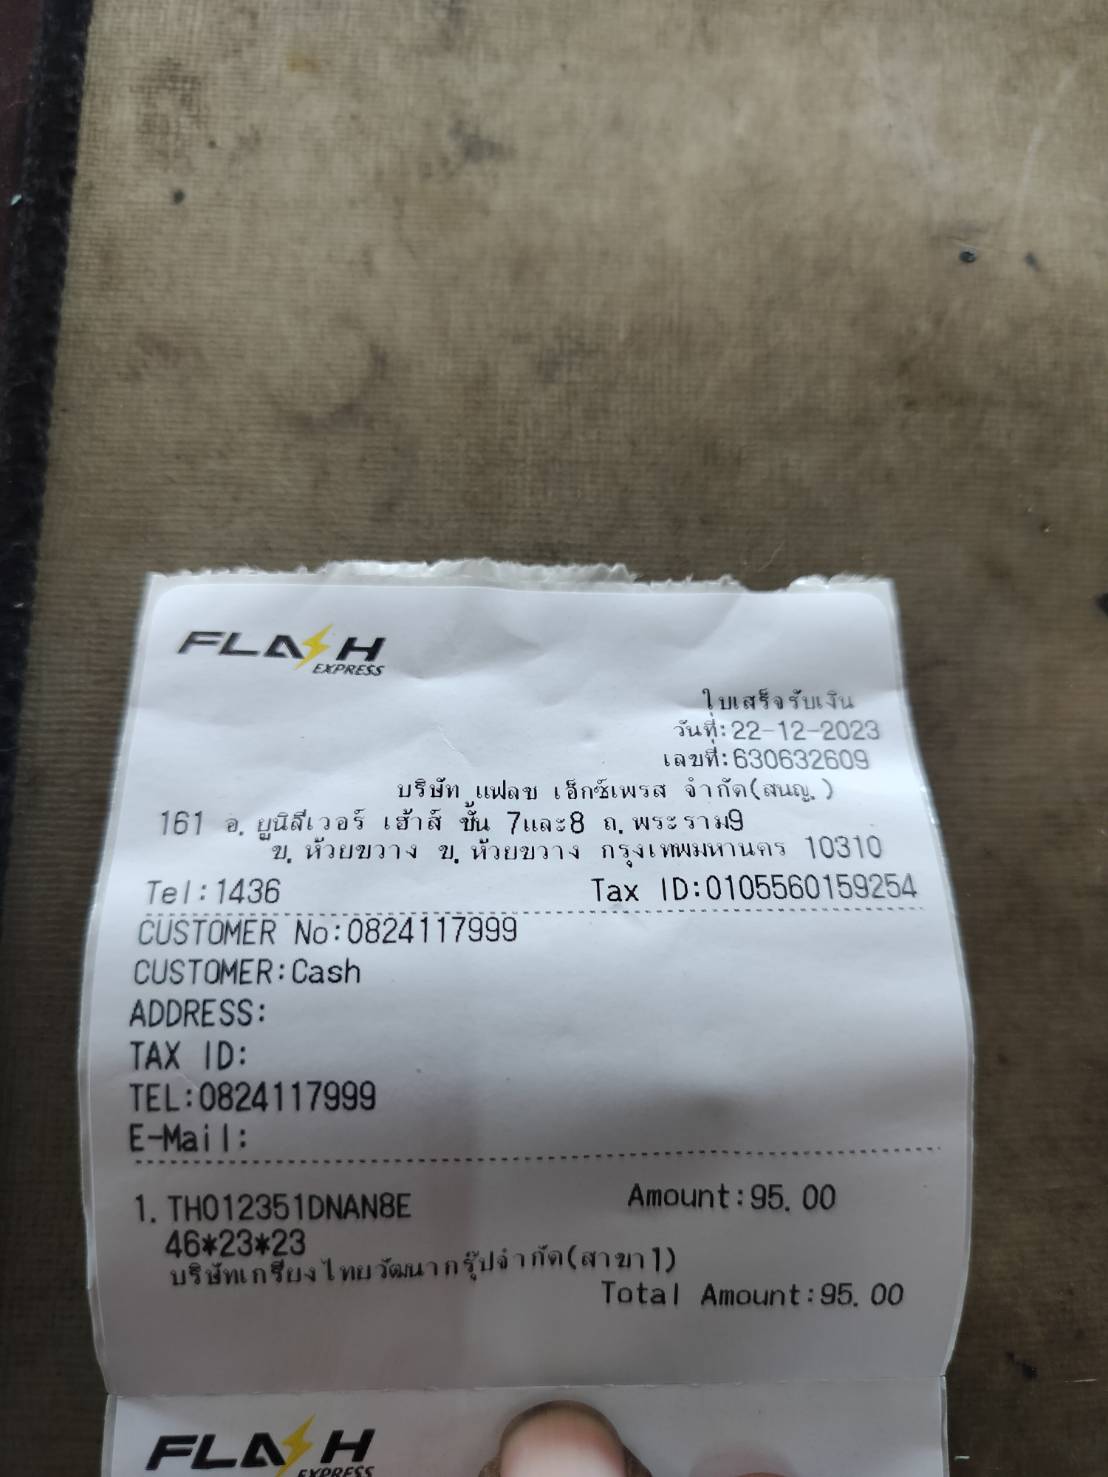 FLASH
EXPRESS
ใบเสร็จรับเงิน
วันที่:22-12-2023
เลขที่:630632609
บริษัท แฟลช เอ็กซ์เพรส จำกัด(สนญ.)
161 อ. ยูนิลีเวอร์ เฮ้าส์ ชั้น 7และ8 ถ. พระราม9
ข. ห้วยขวาง ข. ห้วยขวาง กรุงเทพมหานคร 10310
Tel:1436 Tax ID:0105560159254
CUSTOMER No:0824117999
CUSTOMER:Cash
ADDRESS:
TAX ID:
TEL:0824117999
E-Mail:
1. TH012351DNAN8E Amount:95.00
46*23*23
บริษัทเกรียงไทยวัฒนากรุ๊ปจำกัด(สาขา1)
Total Amount:95.00
FLASH
EXPRESS